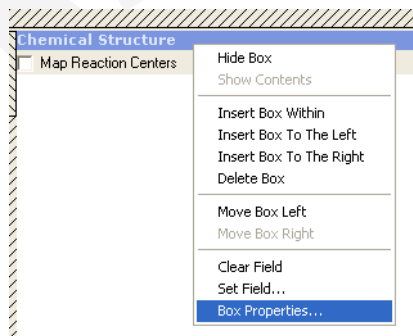 Chemical Structure
Map Reaction Centers
Hide Box
Show Contents
Insert Box Within
Insert Box To The Left
Insert Box To The Right
Delete Box
Move Box Left
Move Box Right
Clear Field
Set Field...
Box Properties...